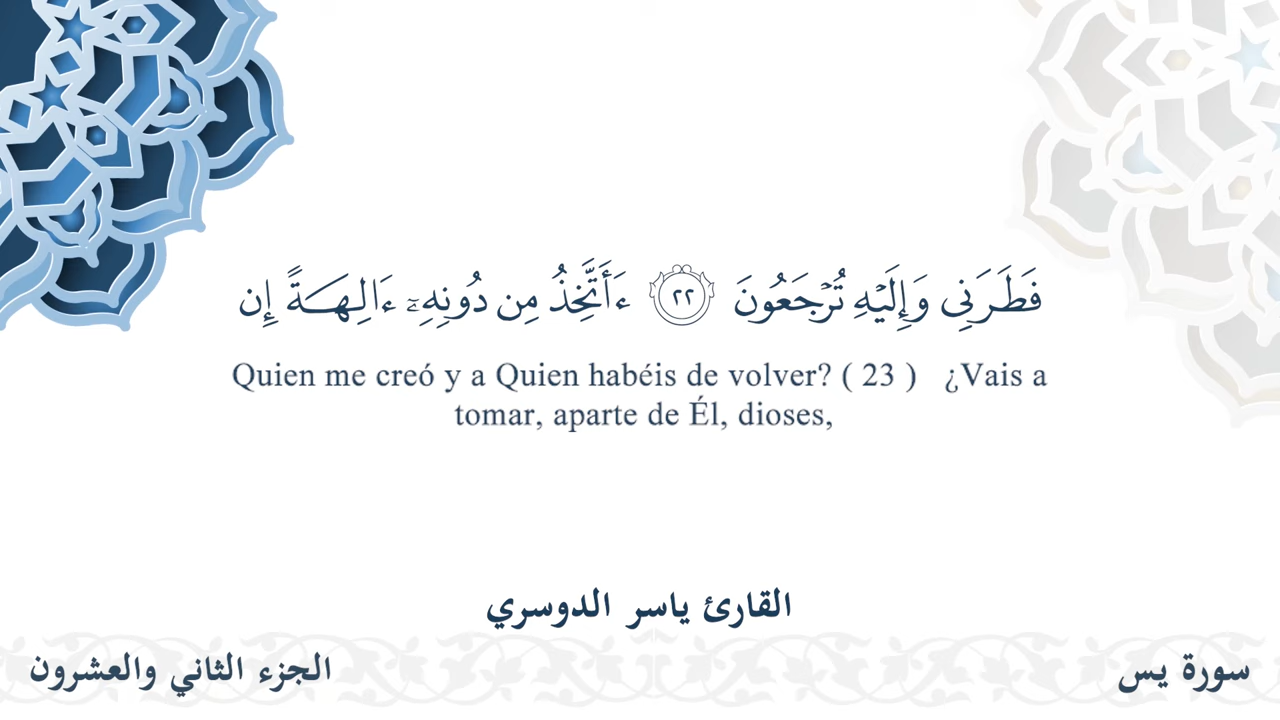 فَطَرَنِي وَإِلَيْهِ تُرْجَعُونَ ٢٢ ءَأَتَّخِذُ مِن دُونِهِۦٓ ءَالِهَةً إِن
Quien me creó y a Quien habéis de volver? ( 23 ) ¿Vais a
tomar, aparte de Él, dioses,
القارئ ياسر الدوسري
سورة يس
الجزء الثاني والعشرون